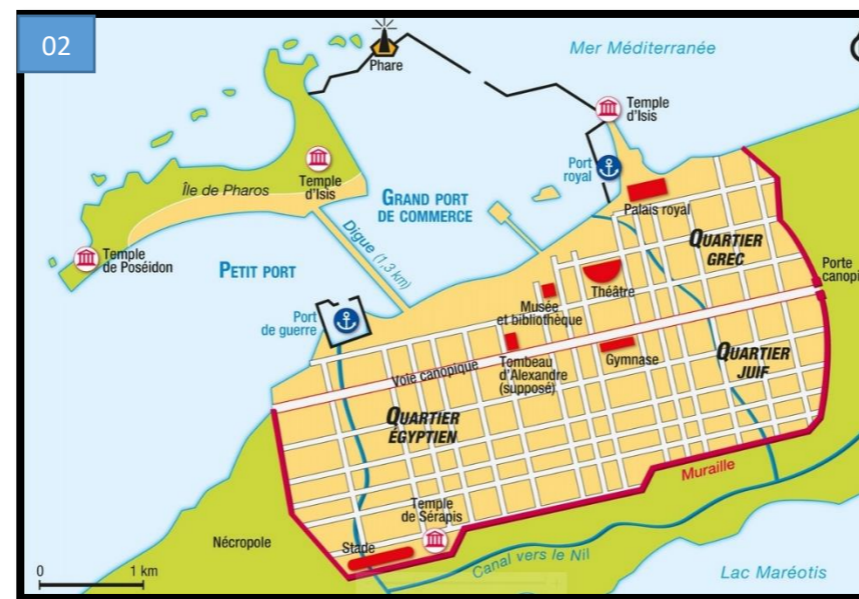 02
Mer Méditerranée
Phare
Temple
d'Isis
Port
royal
Temple
d'Isis
Île de Pharos
GRAND PORT
DE COMMERCE
Palais royal
Digue (1,3 km)
QUARTIER
GREC
Temple
de Poséidon
PETIT PORT
Porte
canopi
Théâtre
Musée
et bibliothèque
Port
de guerre
Voie canopique
Tombeau
d'Alexandre
(supposé)
Gymnase
QUARTIER
JUIF
QUARTIER
ÉGYPTIEN
Muraille
Temple
de Sérapis
Nécropole
Stade
Canal vers le Nil
Lac Maréotis
0 1 km